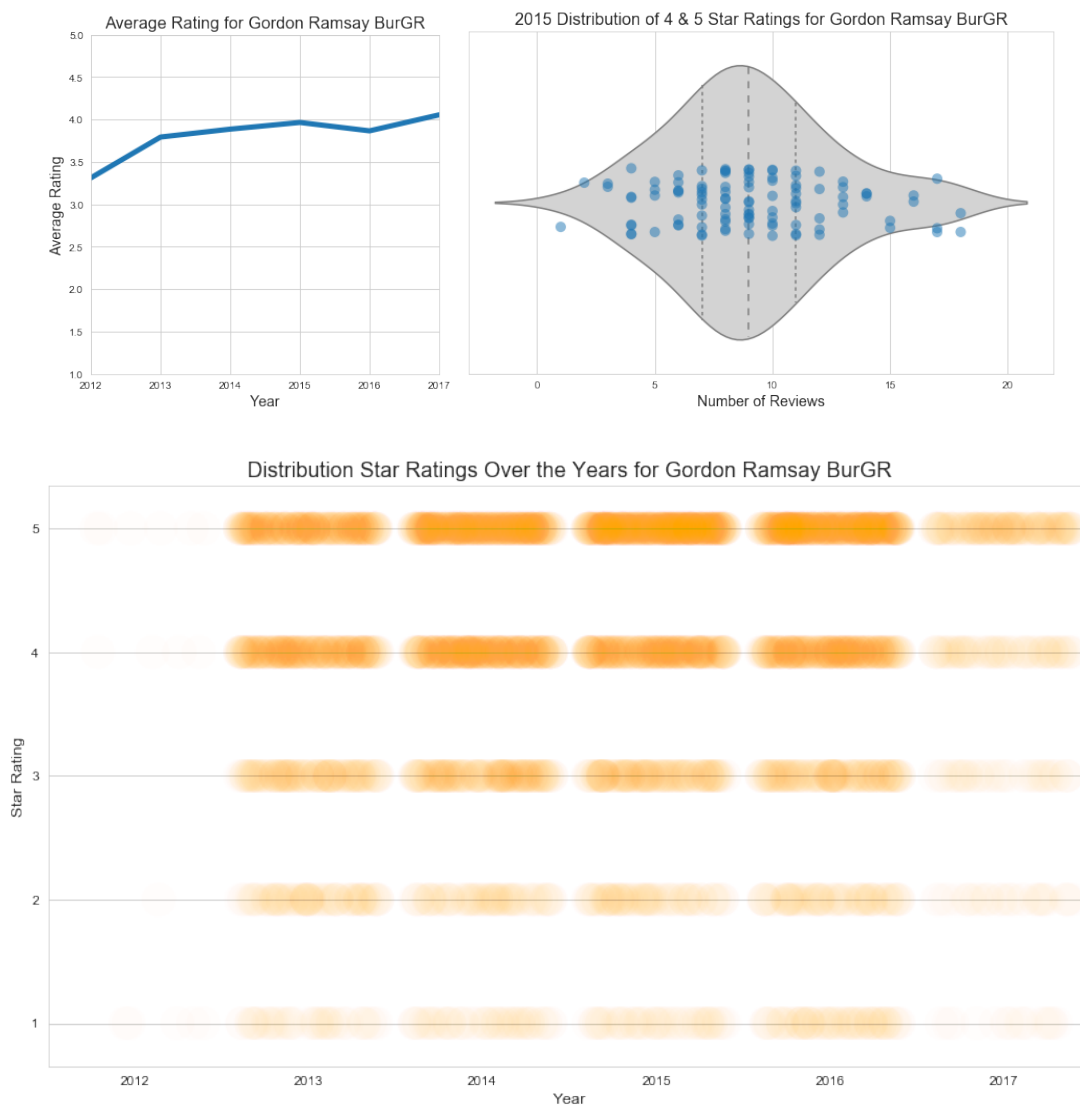 Average Rating for Gordon Ramsay BurGR
5.0
4.5
4.0
3.5
3.0
2.5
2.0
1.5
1.0
Average Rating
2012 2013 2014 2015 2016 2017
Year
2015 Distribution of 4 & 5 Star Ratings for Gordon Ramsay BurGR
0 5 10 15 20
Number of Reviews
Distribution Star Ratings Over the Years for Gordon Ramsay BurGR
5
4
3
2
1
Star Rating
2012 2013 2014 2015 2016 2017
Year